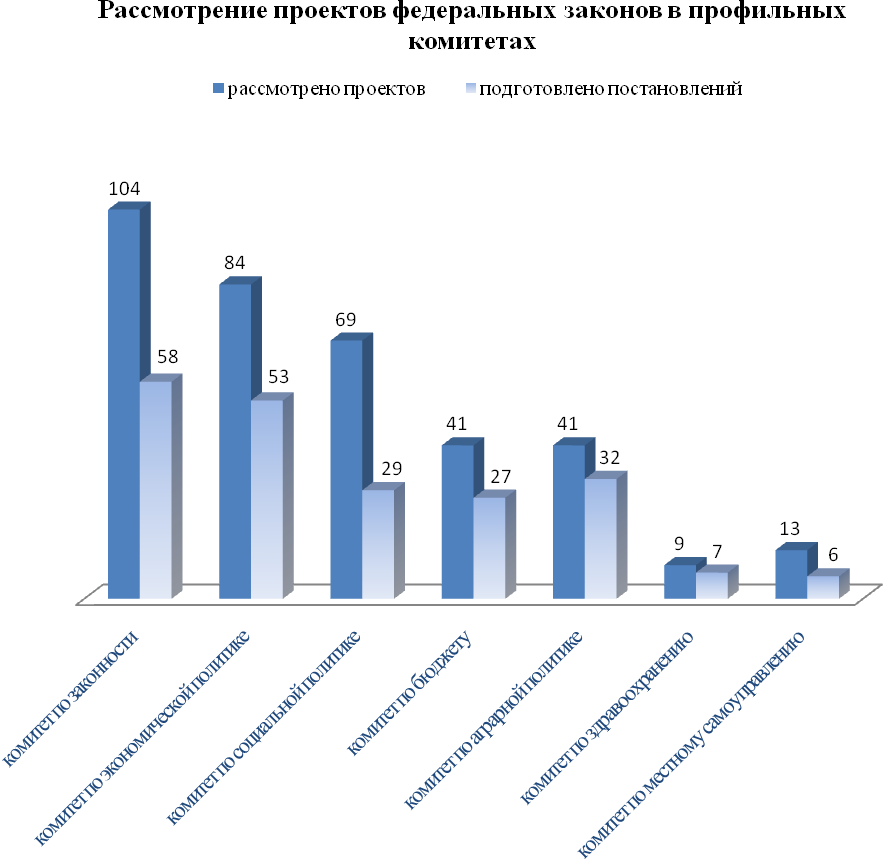 Рассмотрение проектов федеральных законов в профильных
комитетах
рассмотрено проектов подготовлено постановлений
104
58
84
53
69
29
41
27
41
32
9
7
13
6
комитет по законности
комитет по экономической политике
комитет по социальной политике
комитет по бюджету
комитет по аграрной политике
комитет по здравоохранению
комитет по местному самоуправлению